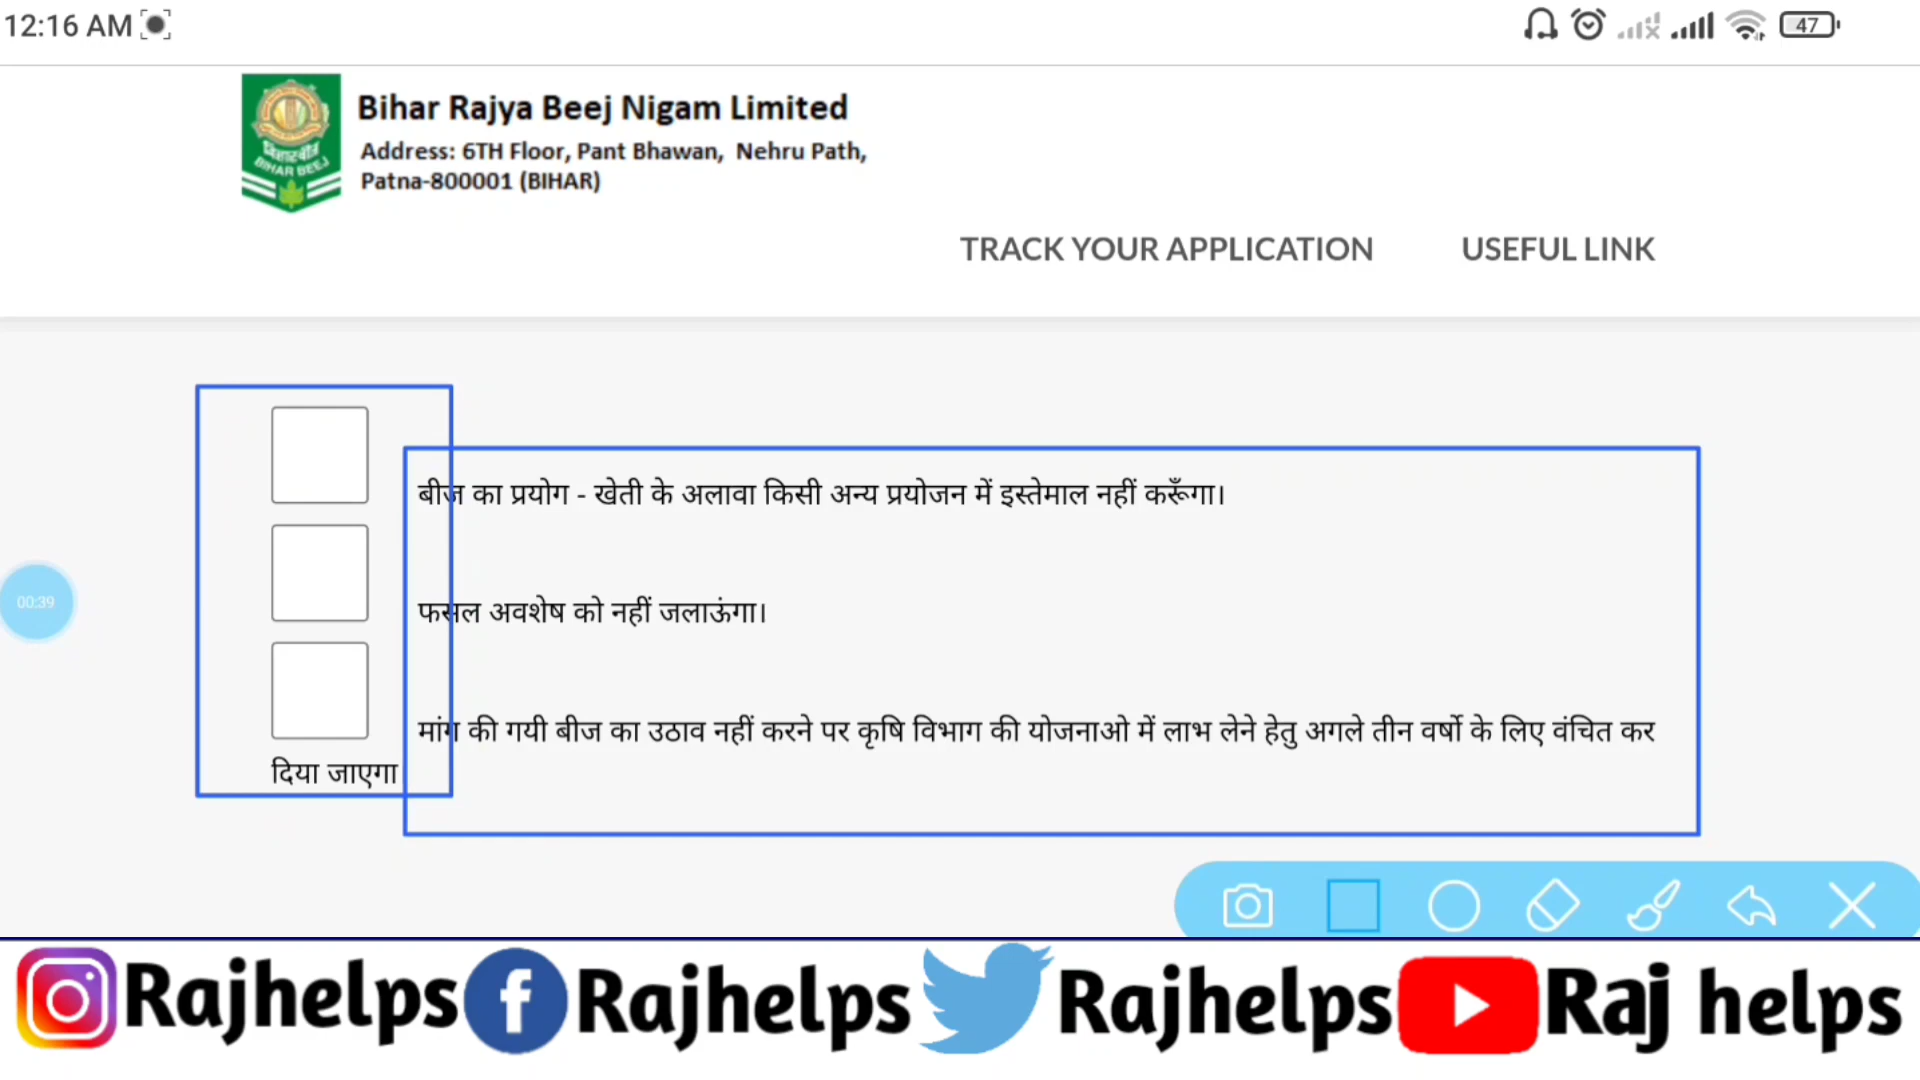 12:16 AM
47
Bihar Rajya Beej Nigam Limited
Address: 6TH Floor, Pant Bhawan, Nehru Path,
Patna-800001 (BIHAR)
बिहार बीज
BIHAR BEEJ
TRACK YOUR APPLICATION USEFUL LINK
बीज का प्रयोग - खेती के अलावा किसी अन्य प्रयोजन में इस्तेमाल नहीं करूँगा।
00:39
फसल अवशेष को नहीं जलाऊंगा।
मांग की गयी बीज का उठाव नहीं करने पर कृषि विभाग की योजनाओ में लाभ लेने हेतु अगले तीन वर्षो के लिए वंचित कर
दिया जाएगा
Rajhelps Rajhelps Rajhelps Raj helps